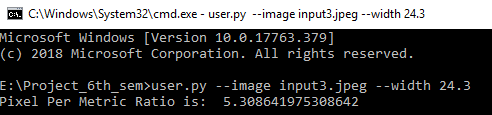 C:\Windows\System32\cmd.exe - user.py  --image input3.jpeg --width 24.3
Microsoft Windows [Version 10.0.17763.379]
(c) 2018 Microsoft Corporation. All rights reserved.
E:\Project_6th_sem>user.py --image input3.jpeg --width 24.3
Pixel Per Metric Ratio is:  5.308641975308642